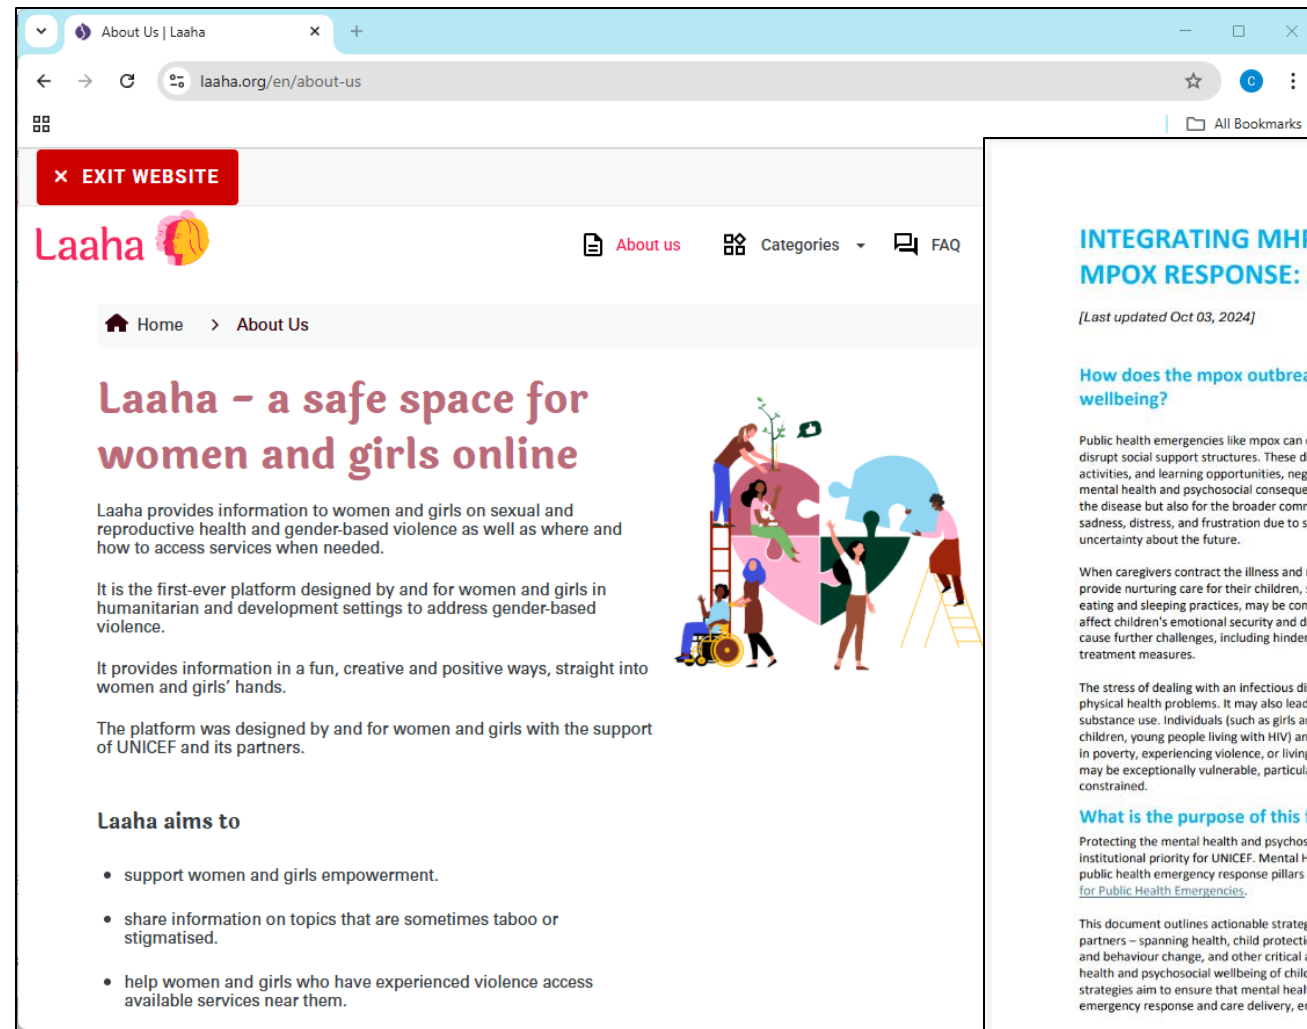 About Us | Laaha
laaha.org/en/about-us
C
All Bookmarks
EXIT WEBSITE
Laaha
About us
Categories
FAQ
Home > About Us
Laaha – a safe space for
women and girls online
Laaha provides information to women and girls on sexual and
reproductive health and gender-based violence as well as where and
how to access services when needed.
It is the first-ever platform designed by and for women and girls in
humanitarian and development settings to address gender-based
violence.
It provides information in a fun, creative and positive ways, straight into
women and girls’ hands.
The platform was designed by and for women and girls with the support
of UNICEF and its partners.
Laaha aims to
• support women and girls empowerment.
• share information on topics that are sometimes taboo or
stigmatised.
• help women and girls who have experienced violence access
available services near them.
INTEGRATING
MPOX RESPONSE:
[Last updated Oct 03, 2024]
How does the mpox
wellbeing?
Public health emergencies like mpox can
disrupt social support structures. These
activities, and learning opportunities,
mental health and psychosocial
the disease but also for the broader
sadness, distress, and frustration due to
uncertainty about the future.
When caregivers contract the illness and
provide nurturing care for their children,
eating and sleeping practices, may be
affect children's emotional security and
cause further challenges, including
treatment measures.
The stress of dealing with an infectious
physical health problems. It may also lead
substance use. Individuals (such as girls
children, young people living with HIV)
in poverty, experiencing violence, or
may be exceptionally vulnerable,
constrained.
What is the purpose of this
Protecting the mental health and
institutional priority for UNICEF. Mental
public health emergency response pillars
for Public Health Emergencies.
This document outlines actionable
partners – spanning health, child
and behaviour change, and other critical
health and psychosocial wellbeing of
strategies aim to ensure that mental
emergency response and care delivery,